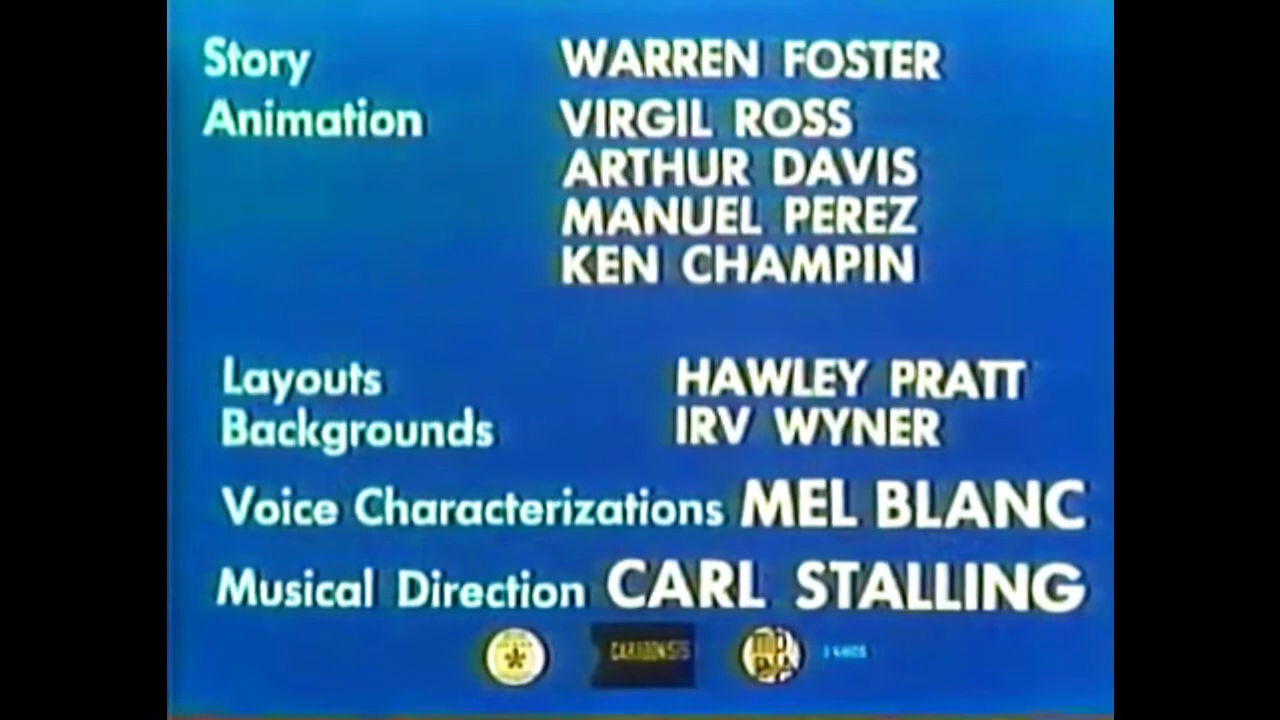 Story WARREN FOSTER
Animation VIRGIL ROSS
ARTHUR DAVIS
MANUEL PEREZ
KEN CHAMPIN
Layouts HAWLEY PRATT
Backgrounds IRV WYNER
Voice Characterizations MEL BLANC
Musical Direction CARL STALLING
CARTOONISTS